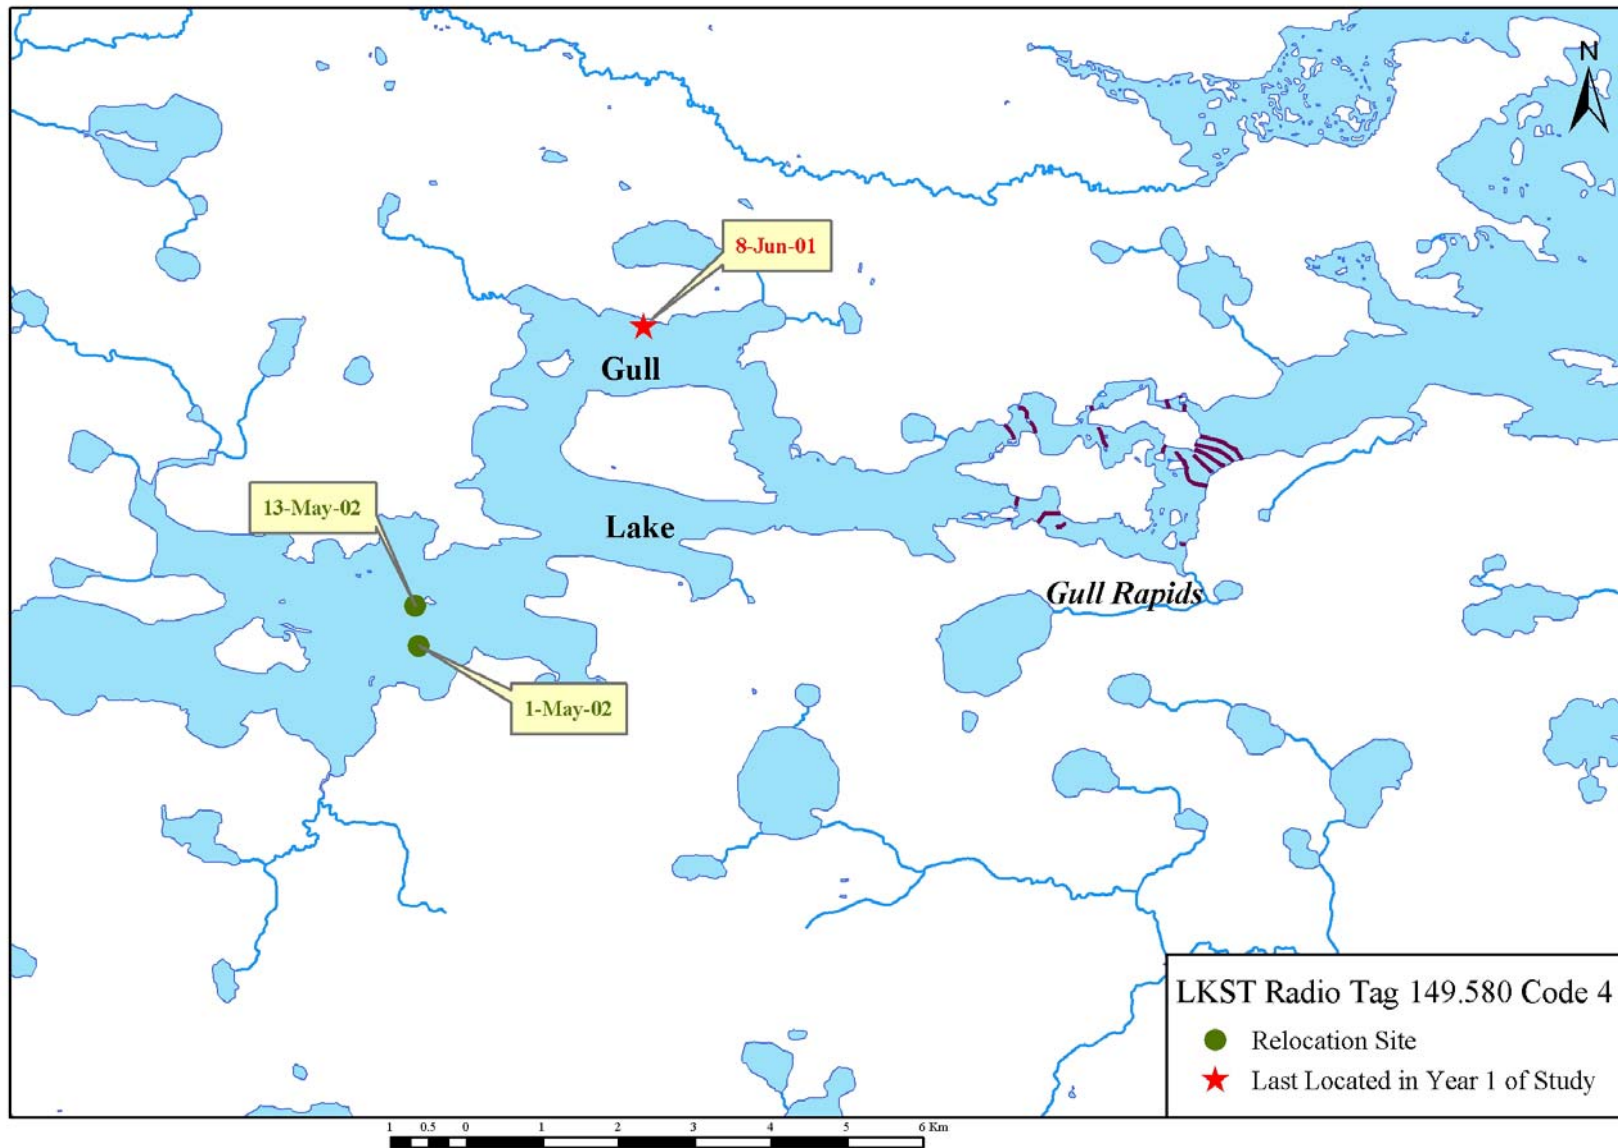 N
8-Jun-01
Gull
13-May-02
Lake
Gull Rapids
1-May-02
LKST Radio Tag 149.580 Code 4
Relocation Site
Last Located in Year 1 of Study
1 0.5 0 1 2 3 4 5 6 Km